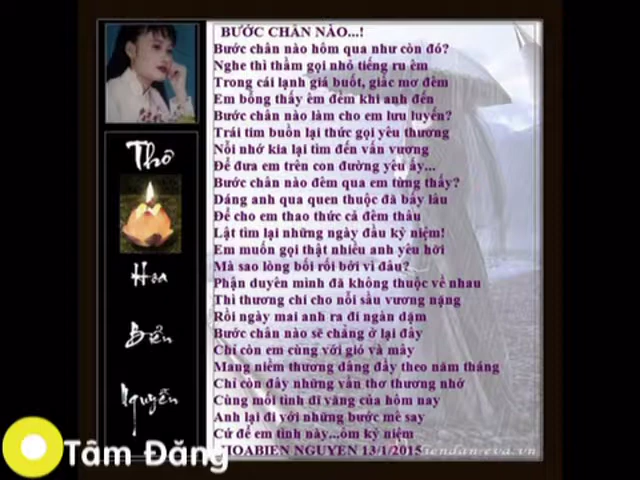 BƯỚC CHÂN NÀO...!
Bước chân nào hôm qua như còn đó?
Nghe thì thầm gọi nhỏ tiếng ru êm
Trong cái lạnh giá buốt, giấc mơ đêm
Em bỗng thấy êm đềm khi anh đến
Bước chân nào làm cho em lưu luyến?
Trái tim buồn lại thức gọi yêu thương
Nỗi nhớ kia lại tìm đến vấn vương
Để đưa em trên con đường yêu ấy...
Bước chân nào đêm qua em từng thấy?
Dáng anh qua quen thuộc đã bấy lâu
Để cho em thao thức cả đêm thâu
Lật tìm lại những ngày đầu kỷ niệm!
Em muốn gọi thật nhiều anh yêu hỡi
Mà sao lòng bối rối bởi vì đâu?
Phận duyên mình đã không thuộc về nhau
Thì thương chi cho nỗi sầu vương nặng
Rồi ngày mai anh ra đi ngàn dặm
Bước chân nào sẽ chẳng ở lại đây
Chỉ còn em cùng với gió và mây
Mang niềm thương dâng đầy theo năm tháng
Chỉ còn đây những vần thơ thương nhớ
Cùng mối tình dĩ vãng của hôm nay
Anh lại đi với những bước mê say
Cứ để em tình này...ôm kỷ niệm
HOABIEN NGUYEN 13/1/2015
Thơ
Hoa
Biển
Nguyễn
Tâm Đăng